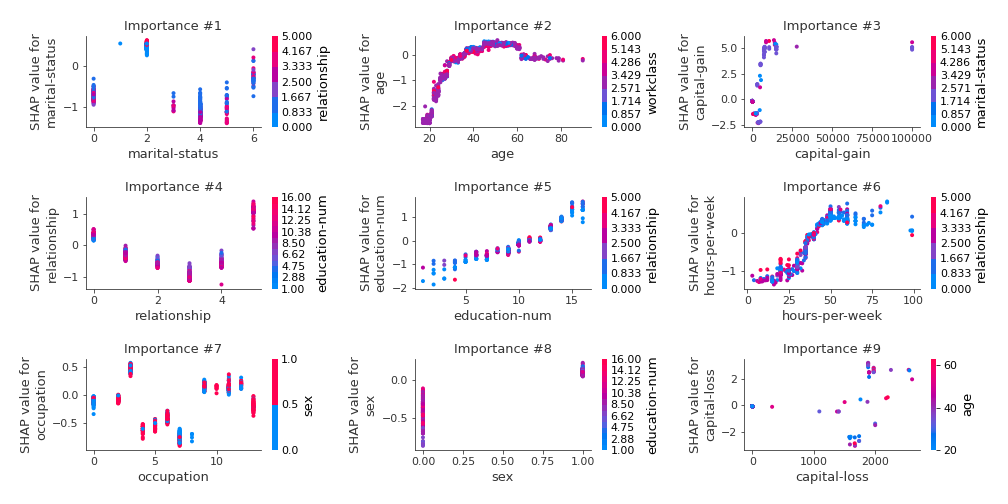 Importance #1
SHAP value for
marital-status
0
−1
0
2
4
6
marital-status
5.000
4.167
3.333
2.500
1.667
0.833
0.000
relationship
Importance #2
SHAP value for
age
0
−1
−2
20
40
60
80
age
6.000
5.143
4.286
3.429
2.571
1.714
0.857
0.000
workclass
Importance #3
SHAP value for
capital-gain
5.0
2.5
0.0
−2.5
0
25000
50000
75000
100000
capital-gain
6.000
5.143
4.286
3.429
2.571
1.714
0.857
0.000
marital-status
Importance #4
SHAP value for
relationship
1
0
−1
0
2
4
relationship
16.00
14.12
12.25
10.38
8.50
6.62
4.75
2.88
1.00
education-num
Importance #5
SHAP value for
education-num
1
0
−1
−2
5
10
15
education-num
5.000
4.167
3.333
2.500
1.667
0.833
0.000
relationship
Importance #6
SHAP value for
hours-per-week
0
−1
0
25
50
75
100
hours-per-week
5.000
4.167
3.333
2.500
1.667
0.833
0.000
relationship
Importance #7
SHAP value for
occupation
0.5
0.0
−0.5
0
5
10
occupation
1.0
0.5
0.0
sex
Importance #8
SHAP value for
sex
0.0
−0.5
0.00
0.25
0.50
0.75
1.00
sex
16.00
14.12
12.25
10.38
8.50
6.62
4.75
2.88
1.00
education-num
Importance #9
SHAP value for
capital-loss
2
0
−2
0
1000
2000
capital-loss
60
40
20
age